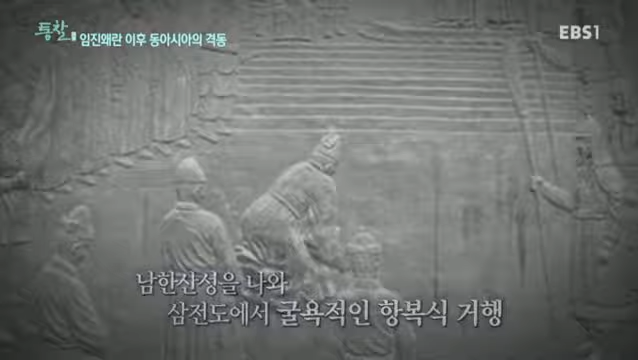 통찰
임진왜란 이후 동아시아의 격동
EBS1
남한산성을 나와
삼전도에서 굴욕적인 항복식 거행